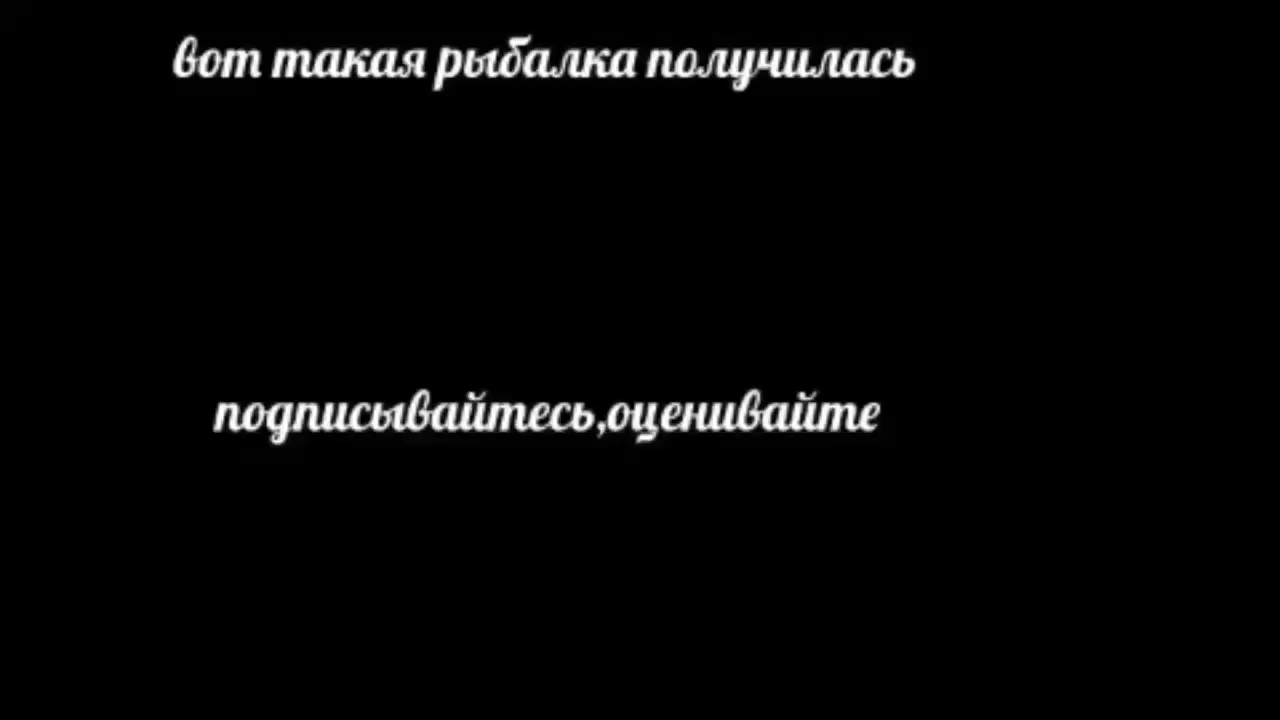 вот такая рыбалка получилась
подписывайтесь,оценивайте